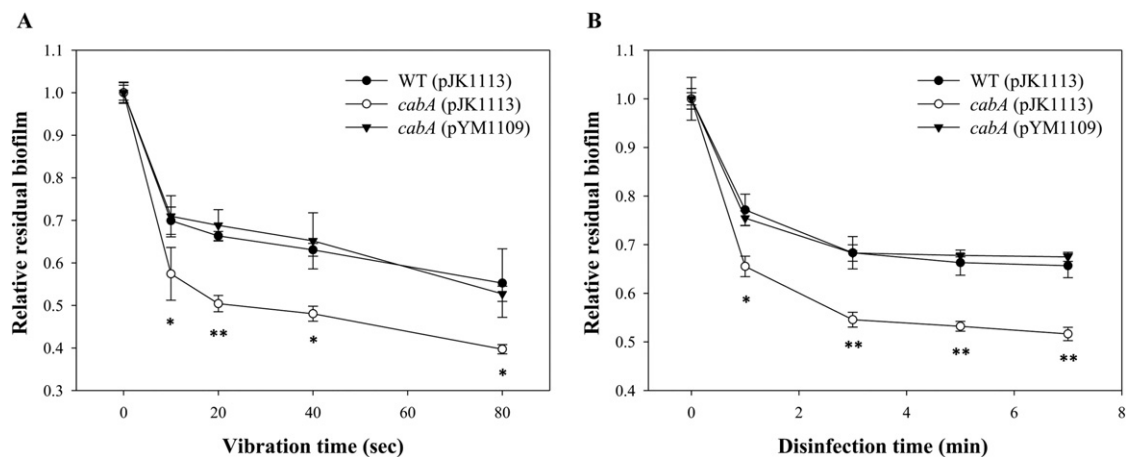 A
Relative residual biofilm
1.1
1.0
0.9
0.8
0.7
0.6
0.5
0.4
0.3
WT (pJK1113)
cabA (pJK1113)
cabA (pYM1109)
*
**
*
*
0 20 40 60 80
Vibration time (sec)
B
Relative residual biofilm
1.1
1.0
0.9
0.8
0.7
0.6
0.5
0.4
WT (pJK1113)
cabA (pJK1113)
cabA (pYM1109)
*
**
**
**
0 2 4 6 8
Disinfection time (min)